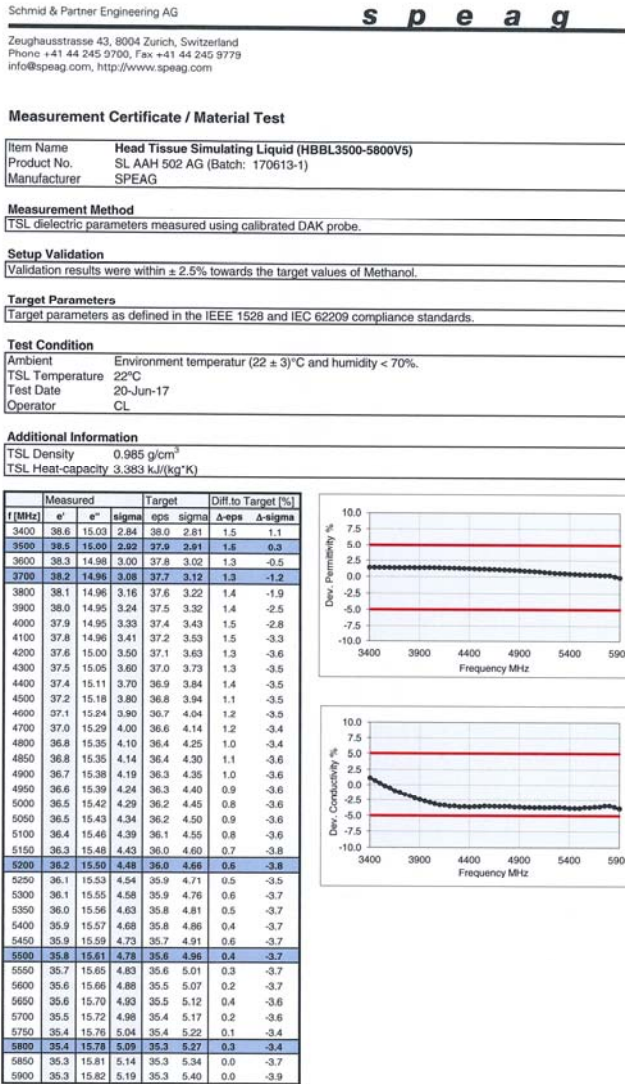 Schmid & Partner Engineering AG
s p e a g
Zeughausstrasse 43, 8004 Zurich, Switzerland
Phone +41 44 245 9700, Fax +41 44 245 9779
info@speag.com, http://www.speag.com
Measurement Certificate / Material Test
Item Name Head Tissue Simulating Liquid (HBBL3500-5800V5)
Product No. SL AAH 502 AG (Batch: 170613-1)
Manufacturer SPEAG
Measurement Method
TSL dielectric parameters measured using calibrated DAK probe.
Setup Validation
Validation results were within ± 2.5% towards the target values of Methanol.
Target Parameters
Target parameters as defined in the IEEE 1528 and IEC 62209 compliance standards.
Test Condition
Ambient Environment temperatur (22 ± 3)°C and humidity < 70%.
TSL Temperature 22°C
Test Date 20-Jun-17
Operator CL
Additional Information
TSL Density 0.985 g/cm³
TSL Heat-capacity 3.383 kJ/(kg*K)
Measured Target Diff.to Target [%]
f [MHz] e' e" sigma eps sigma Δ-eps Δ-sigma
3400 38.6 15.03 2.84 38.0 2.81 1.5 1.1
3500 38.5 15.00 2.92 37.9 2.91 1.5 0.3
3600 38.3 14.98 3.00 37.8 3.02 1.3 -0.5
3700 38.2 14.96 3.08 37.7 3.12 1.3 -1.2
3800 38.1 14.96 3.16 37.6 3.22 1.4 -1.9
3900 38.0 14.95 3.24 37.5 3.32 1.4 -2.5
4000 37.9 14.95 3.33 37.4 3.43 1.5 -2.8
4100 37.8 14.96 3.41 37.2 3.53 1.5 -3.3
4200 37.6 15.00 3.50 37.1 3.63 1.3 -3.6
4300 37.5 15.05 3.60 37.0 3.73 1.3 -3.5
4400 37.4 15.11 3.70 36.9 3.84 1.4 -3.5
4500 37.2 15.18 3.80 36.8 3.94 1.1 -3.5
4600 37.1 15.24 3.90 36.7 4.04 1.2 -3.5
4700 37.0 15.29 4.00 36.6 4.14 1.2 -3.4
4800 36.8 15.35 4.10 36.4 4.25 1.0 -3.4
4850 36.8 15.35 4.14 36.4 4.30 1.1 -3.6
4900 36.7 15.38 4.19 36.3 4.35 1.0 -3.6
4950 36.6 15.39 4.24 36.3 4.40 0.9 -3.6
5000 36.5 15.42 4.29 36.2 4.45 0.8 -3.6
5050 36.5 15.43 4.34 36.2 4.50 0.9 -3.6
5100 36.4 15.46 4.39 36.1 4.55 0.8 -3.6
5150 36.3 15.48 4.43 36.0 4.60 0.7 -3.8
5200 36.2 15.50 4.48 36.0 4.66 0.6 -3.8
5250 36.1 15.53 4.54 35.9 4.71 0.5 -3.5
5300 36.1 15.55 4.58 35.9 4.76 0.6 -3.7
5350 36.0 15.56 4.63 35.8 4.81 0.5 -3.7
5400 35.9 15.57 4.68 35.8 4.86 0.4 -3.7
5450 35.9 15.59 4.73 35.7 4.91 0.6 -3.7
5500 35.8 15.61 4.78 35.6 4.96 0.4 -3.7
5550 35.7 15.65 4.83 35.6 5.01 0.3 -3.7
5600 35.6 15.66 4.88 35.5 5.07 0.2 -3.7
5650 35.6 15.70 4.93 35.5 5.12 0.4 -3.6
5700 35.5 15.72 4.98 35.4 5.17 0.2 -3.6
5750 35.4 15.76 5.04 35.4 5.22 0.1 -3.4
5800 35.4 15.78 5.09 35.3 5.27 0.3 -3.4
5850 35.3 15.81 5.14 35.3 5.34 0.0 -3.7
5900 35.3 15.82 5.19 35.3 5.40 0.0 -3.9
Dev. Permittivity %
10.0
7.5
5.0
2.5
0.0
-2.5
-5.0
-7.5
-10.0
3400 3900 4400 4900 5400 590
Frequency MHz
Dev. Conductivity %
10.0
7.5
5.0
2.5
0.0
-2.5
-5.0
-7.5
-10.0
3400 3900 4400 4900 5400 590
Frequency MHz